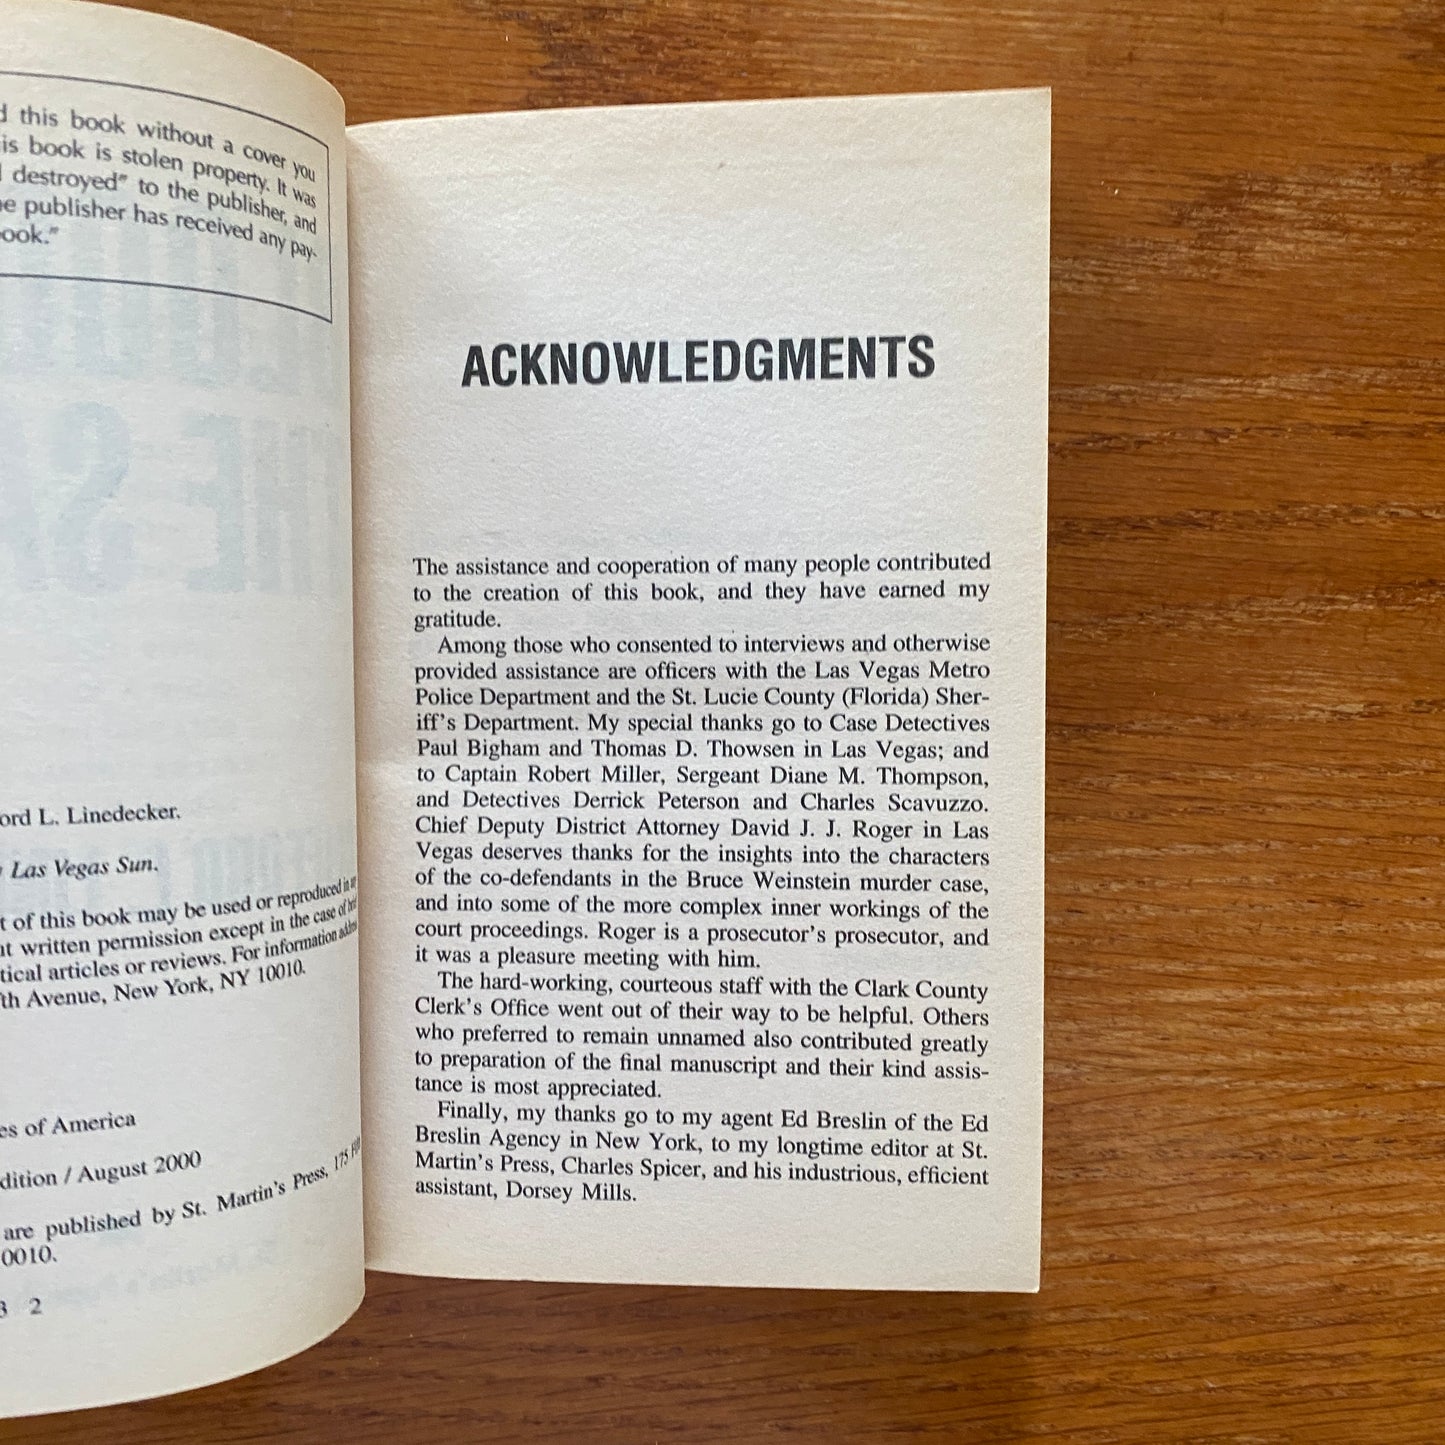 d this book without a cover you
is book is stolen property. It was
destroyed" to the publisher, and
e publisher has received any pay-
ook."
ord L. Linedecker.
Las Vegas Sun.
t of this book may be used or reproduced in
t written permission except in the case of
tical articles or reviews. For information address
th Avenue, New York, NY 10010.
es of America
dition / August 2000
are published by St. Martin's Press, 175 Fifth
0010.
3 2
ACKNOWLEDGMENTS
The assistance and cooperation of many people contributed
to the creation of this book, and they have earned my
gratitude.
Among those who consented to interviews and otherwise
provided assistance are officers with the Las Vegas Metro
Police Department and the St. Lucie County (Florida) Sher-
iff's Department. My special thanks go to Case Detectives
Paul Bigham and Thomas D. Thowsen in Las Vegas; and
to Captain Robert Miller, Sergeant Diane M. Thompson,
and Detectives Derrick Peterson and Charles Scavuzzo.
Chief Deputy District Attorney David J. J. Roger in Las
Vegas deserves thanks for the insights into the characters
of the co-defendants in the Bruce Weinstein murder case,
and into some of the more complex inner workings of the
court proceedings. Roger is a prosecutor's prosecutor, and
it was a pleasure meeting with him.
The hard-working, courteous staff with the Clark County
Clerk's Office went out of their way to be helpful. Others
who preferred to remain unnamed also contributed greatly
to preparation of the final manuscript and their kind assis-
tance is most appreciated.
Finally, my thanks go to my agent Ed Breslin of the Ed
Breslin Agency in New York, to my longtime editor at St.
Martin's Press, Charles Spicer, and his industrious, efficient
assistant, Dorsey Mills.